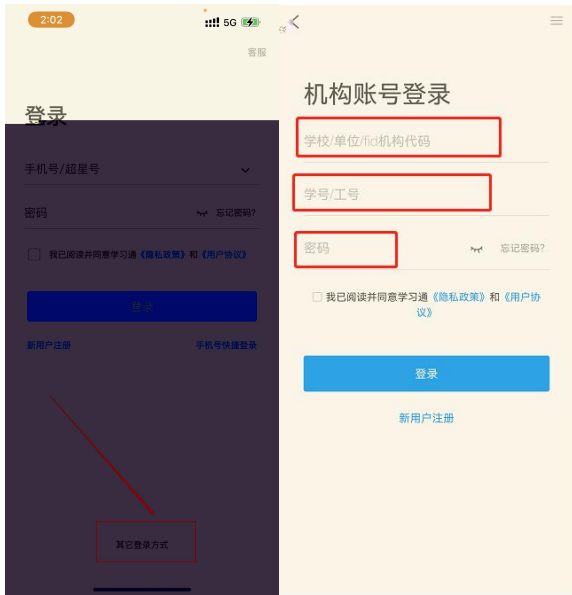 2:02
5G
客服
登录
手机号/超星号
密码
忘记密码?
我已阅读并同意学习通《隐私政策》和《用户协议》
登录
新用户注册
手机号快捷登录
其它登录方式
机构账号登录
学校/单位/fid机构代码
学号/工号
密码
忘记密码?
我已阅读并同意学习通《隐私政策》和《用户协
议》
登录
新用户注册